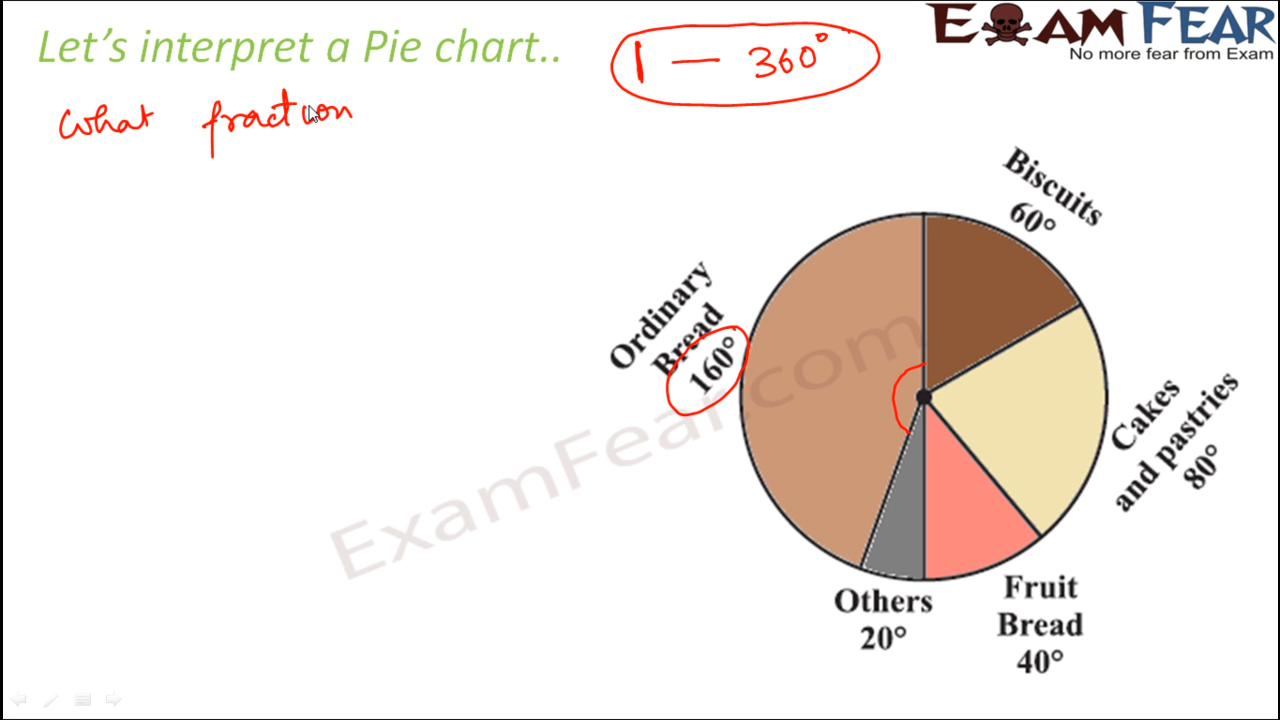 Let's interpret a Pie chart..
1 — 360°
EXAM FEAR
No more fear from Exam
What fraction
Biscuits
60°
Ordinary
Bread
160°
Cakes
and pastries
80°
Others
20°
Fruit
Bread
40°
ExamFear.com